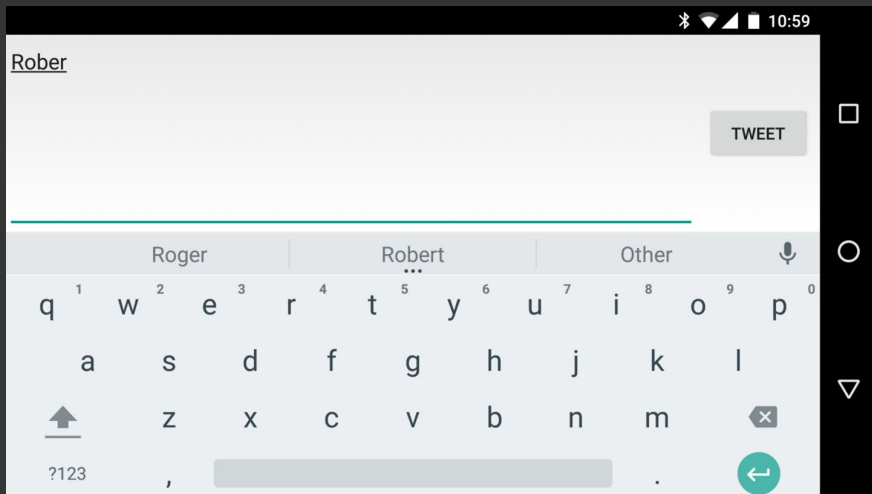 10:59
Rober
TWEET
Roger Robert Other
q 1 w 2 e 3 r 4 t 5 y 6 u 7 i 8 o 9 p 0
a s d f g h j k l
z x c v b n m
?123 , .